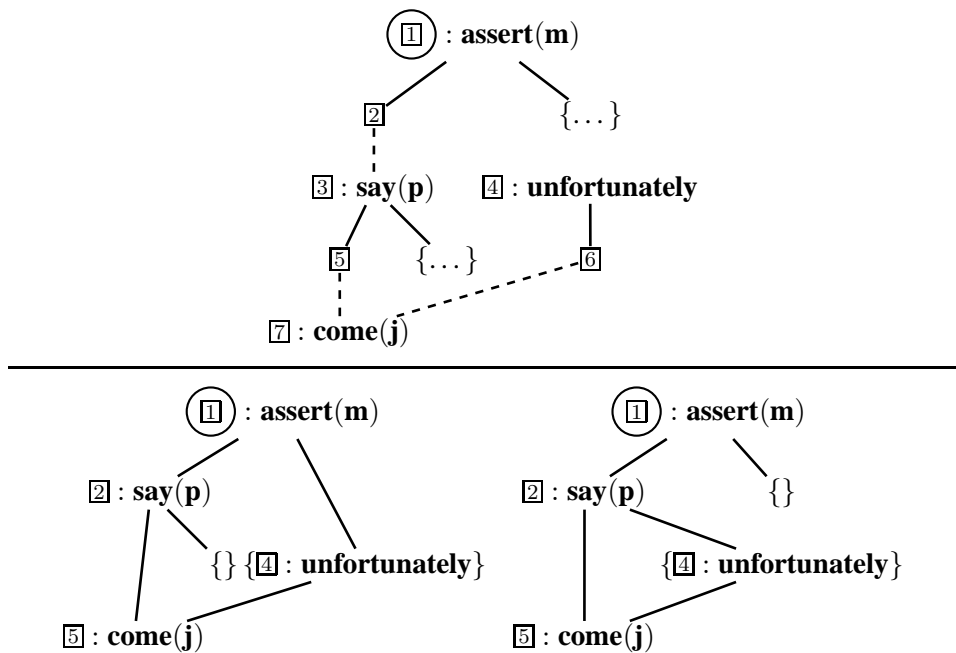 1 : assert(m)
2 {...}
3 : say(p) 4 : unfortunately
5 {...} 6
7 : come(j)
1 : assert(m) 1 : assert(m)
2 : say(p) 2 : say(p) {}
{} {4 : unfortunately} {4 : unfortunately}
5 : come(j) 5 : come(j)